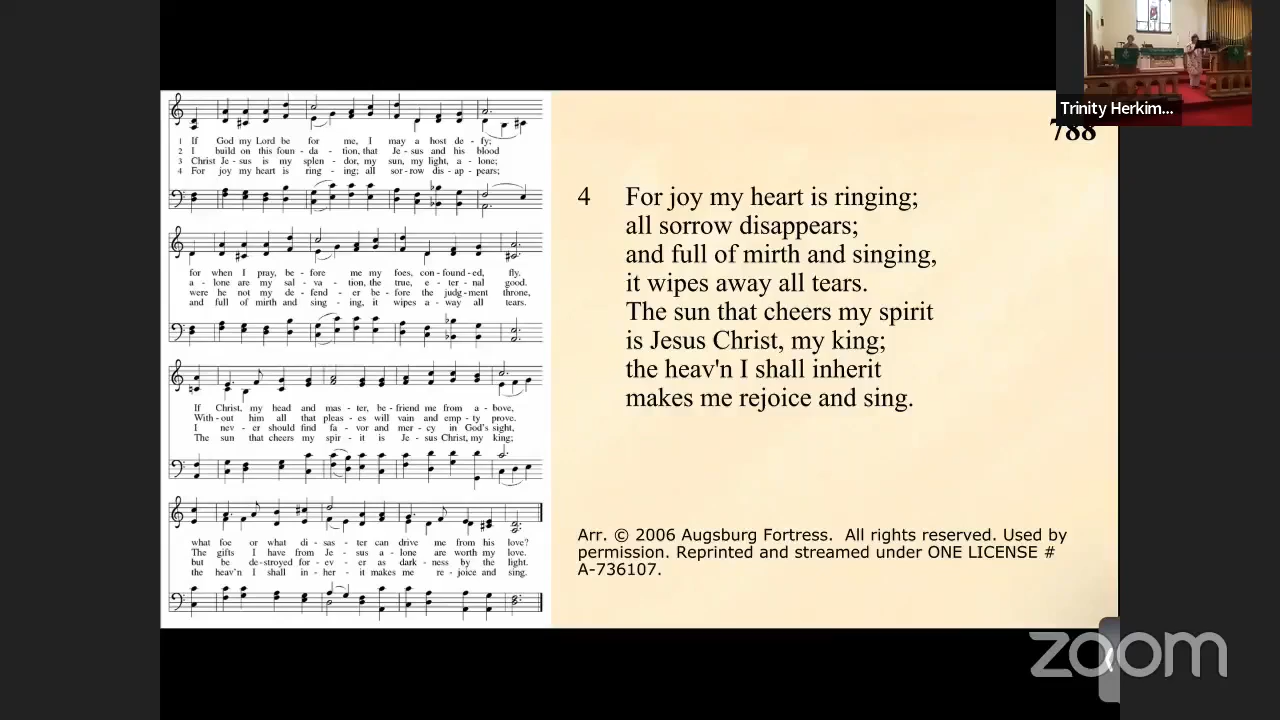 1 If God my Lord be for me, I may a host de - fy;
2 I build on this foun - da - tion, that Je - sus and his blood
3 Christ Je - sus is my splen - dor, my sun, my light, a - lone;
4 For joy my heart is ring - ing; all sor - row dis - ap - pears;
for when I pray, be - fore me my foes, con - found - ed, fly.
a - lone are my sal - va - tion, the true, e - ter - nal good.
were he not my de - fend - er be - fore the judg - ment throne,
and full of mirth and sing - ing, it wipes a - way all tears.
If Christ, my head and mas - ter, be - friend me from a - bove,
With - out him all that pleas - es will vain and emp - ty prove.
I nev - er should find fa - vor and mer - cy in God's sight,
The sun that cheers my spir - it is Je - sus Christ, my king;
what foe or what di - sas - ter can drive me from his love?
The gifts I have from Je - sus a - lone are worth my love.
but be de - stroyed for - ev - er as dark - ness by the light.
the heav'n I shall in - her - it makes me re - joice and sing.
Trinity Herkim...
788
4 For joy my heart is ringing;
all sorrow disappears;
and full of mirth and singing,
it wipes away all tears.
The sun that cheers my spirit
is Jesus Christ, my king;
the heav'n I shall inherit
makes me rejoice and sing.
Arr. © 2006 Augsburg Fortress. All rights reserved. Used by
permission. Reprinted and streamed under ONE LICENSE #
A-736107.
zoom